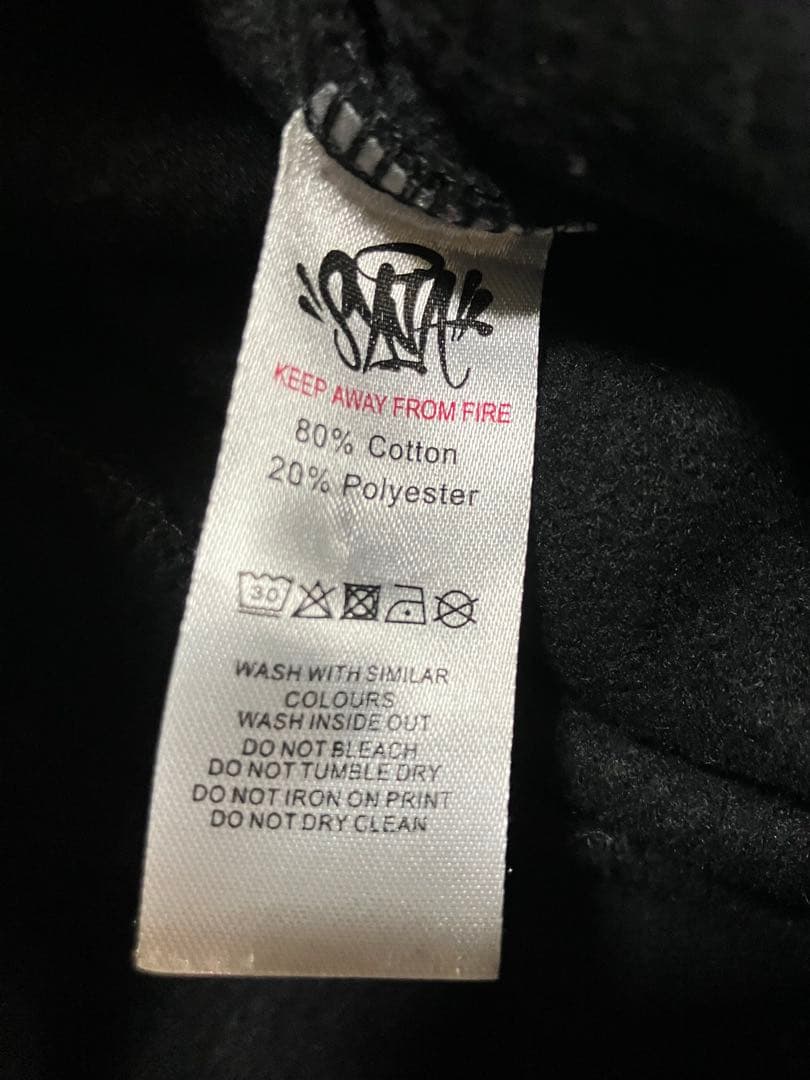 SYNA
KEEP AWAY FROM FIRE
80% Cotton
20% Polyester
30
WASH WITH SIMILAR
COLOURS
WASH INSIDE OUT
DO NOT BLEACH
DO NOT TUMBLE DRY
DO NOT IRON ON PRINT
DO NOT DRY CLEAN